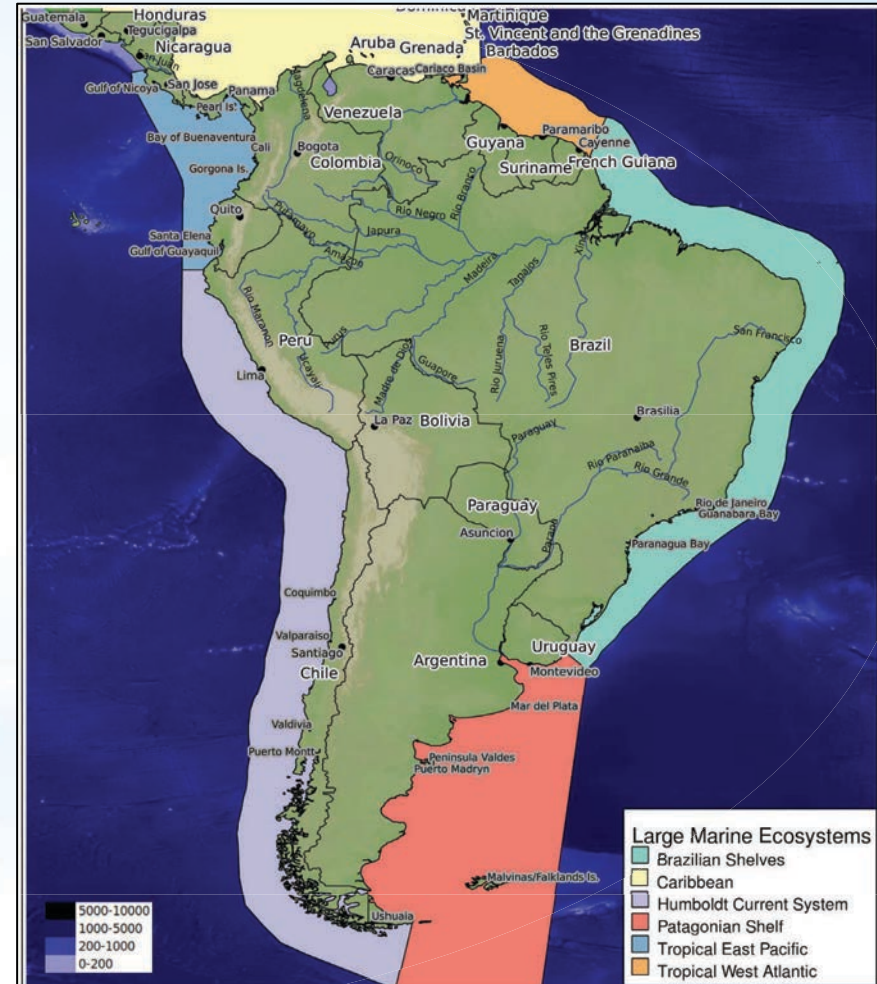 Dominica
Honduras
Martinique
Guatemala
Tegucigalpa
St. Vincent and the Grenadines
San Salvador
Nicaragua
Aruba
Grenada
Barbados
San Juan
Caracas
Cariaco Basin
Gulf of Nicoya
San Jose
Panama
Magdelena
Pearl Is.
Venezuela
Paramaribo
Bay of Buenaventura
Cali
Bogota
Guyana
Cayenne
Colombia
Orinoco
Suriname
French Guiana
Gorgona Is.
Rio Branco
Quito
Putumayo
Rio Negro
Xingu
Santa Elena
Japura
Gulf of Guayaquil
Amazon
Madeira
Tapajos
Rio Maranon
Peru
Purus
Brazil
San Francisco
Lima
Ucayali
Madre de Dios
Guapore
Rio Juruena
Rio Teles Pires
La Paz
Bolivia
Brasilia
Paraguay
Rio Paranaiba
Rio Grande
Paraguay
Rio de Janeiro
Guanabara Bay
Asuncion
Parana
Paranagua Bay
Coquimbo
Valparaiso
Santiago
Uruguay
Chile
Argentina
Montevideo
Mar del Plata
Valdivia
Puerto Montt
Peninsula Valdes
Puerto Madryn
Malvinas/Falklands Is.
Ushuaia
Large Marine Ecosystems
Brazilian Shelves
Caribbean
Humboldt Current System
Patagonian Shelf
Tropical East Pacific
Tropical West Atlantic
5000-10000
1000-5000
200-1000
0-200